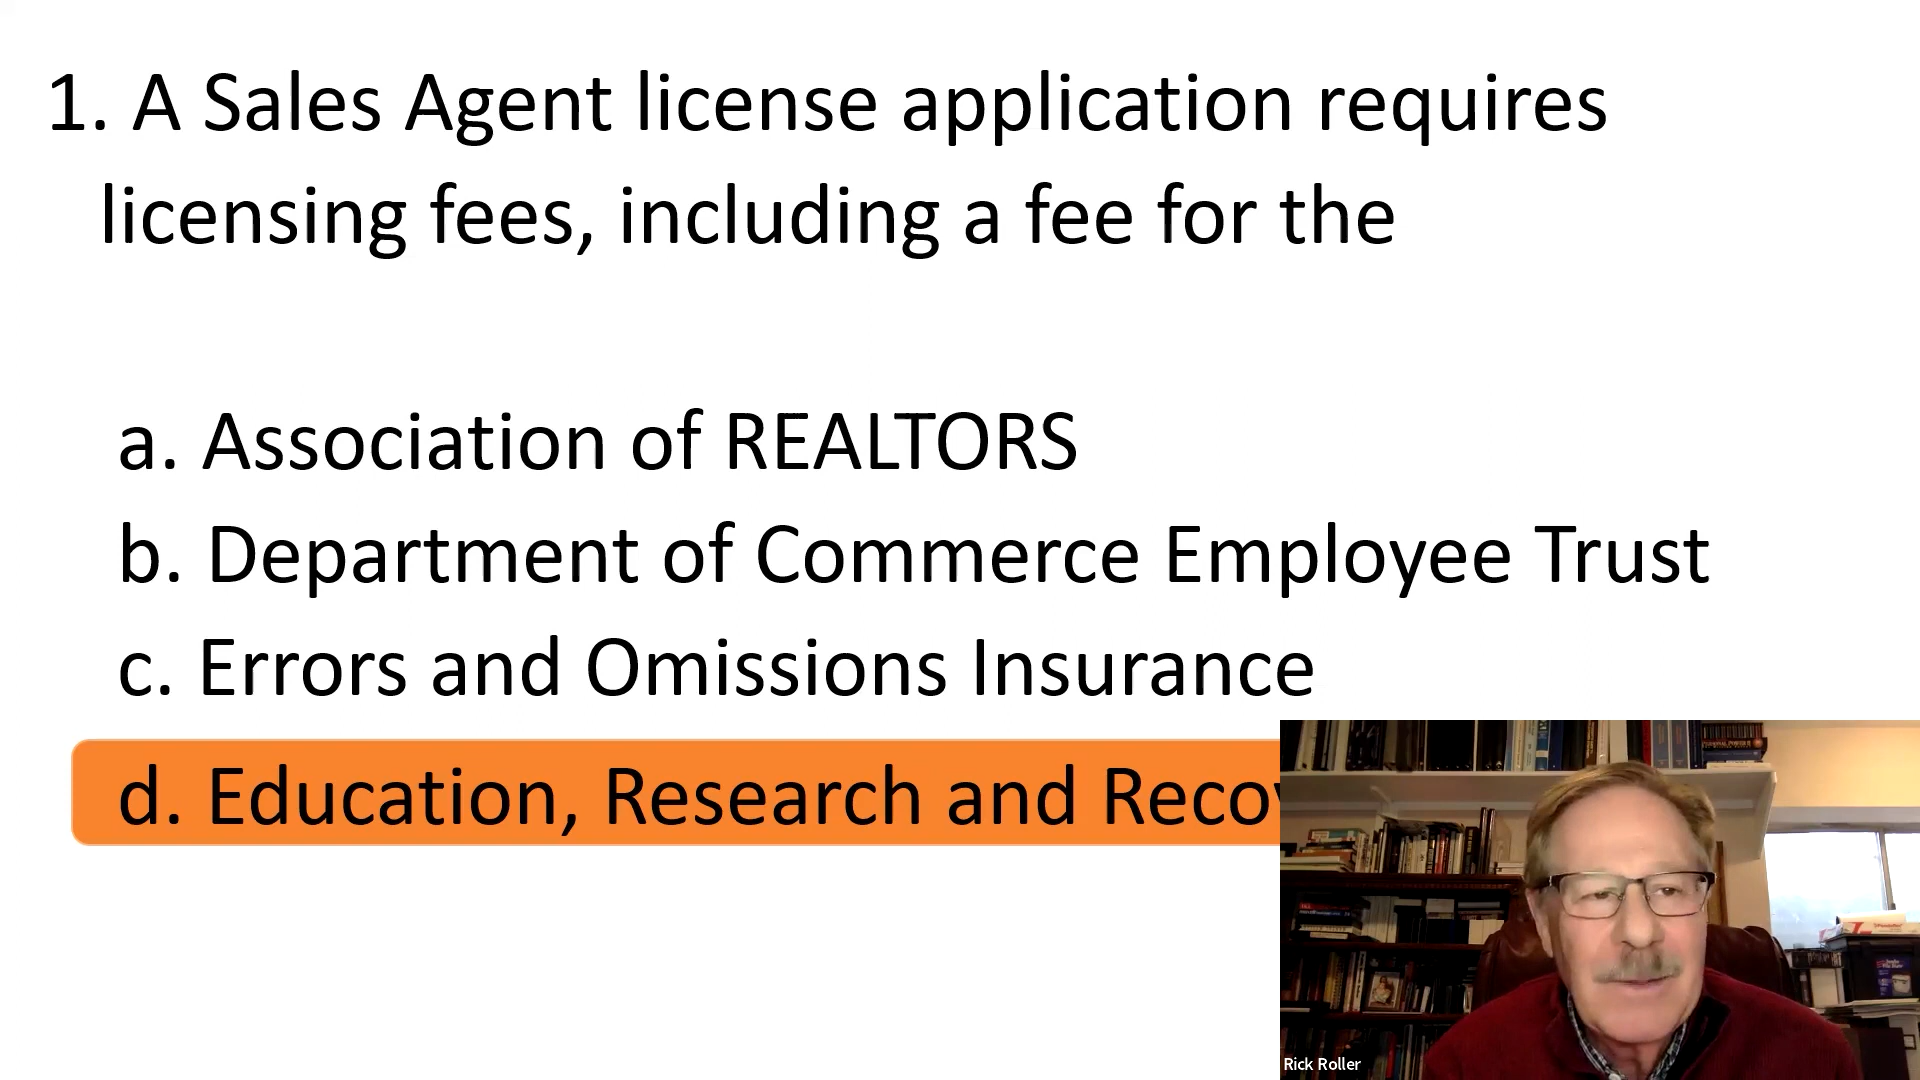 1. A Sales Agent license application requires
licensing fees, including a fee for the
a. Association of REALTORS
b. Department of Commerce Employee Trust
c. Errors and Omissions Insurance
d. Education, Research and
Rick Roller